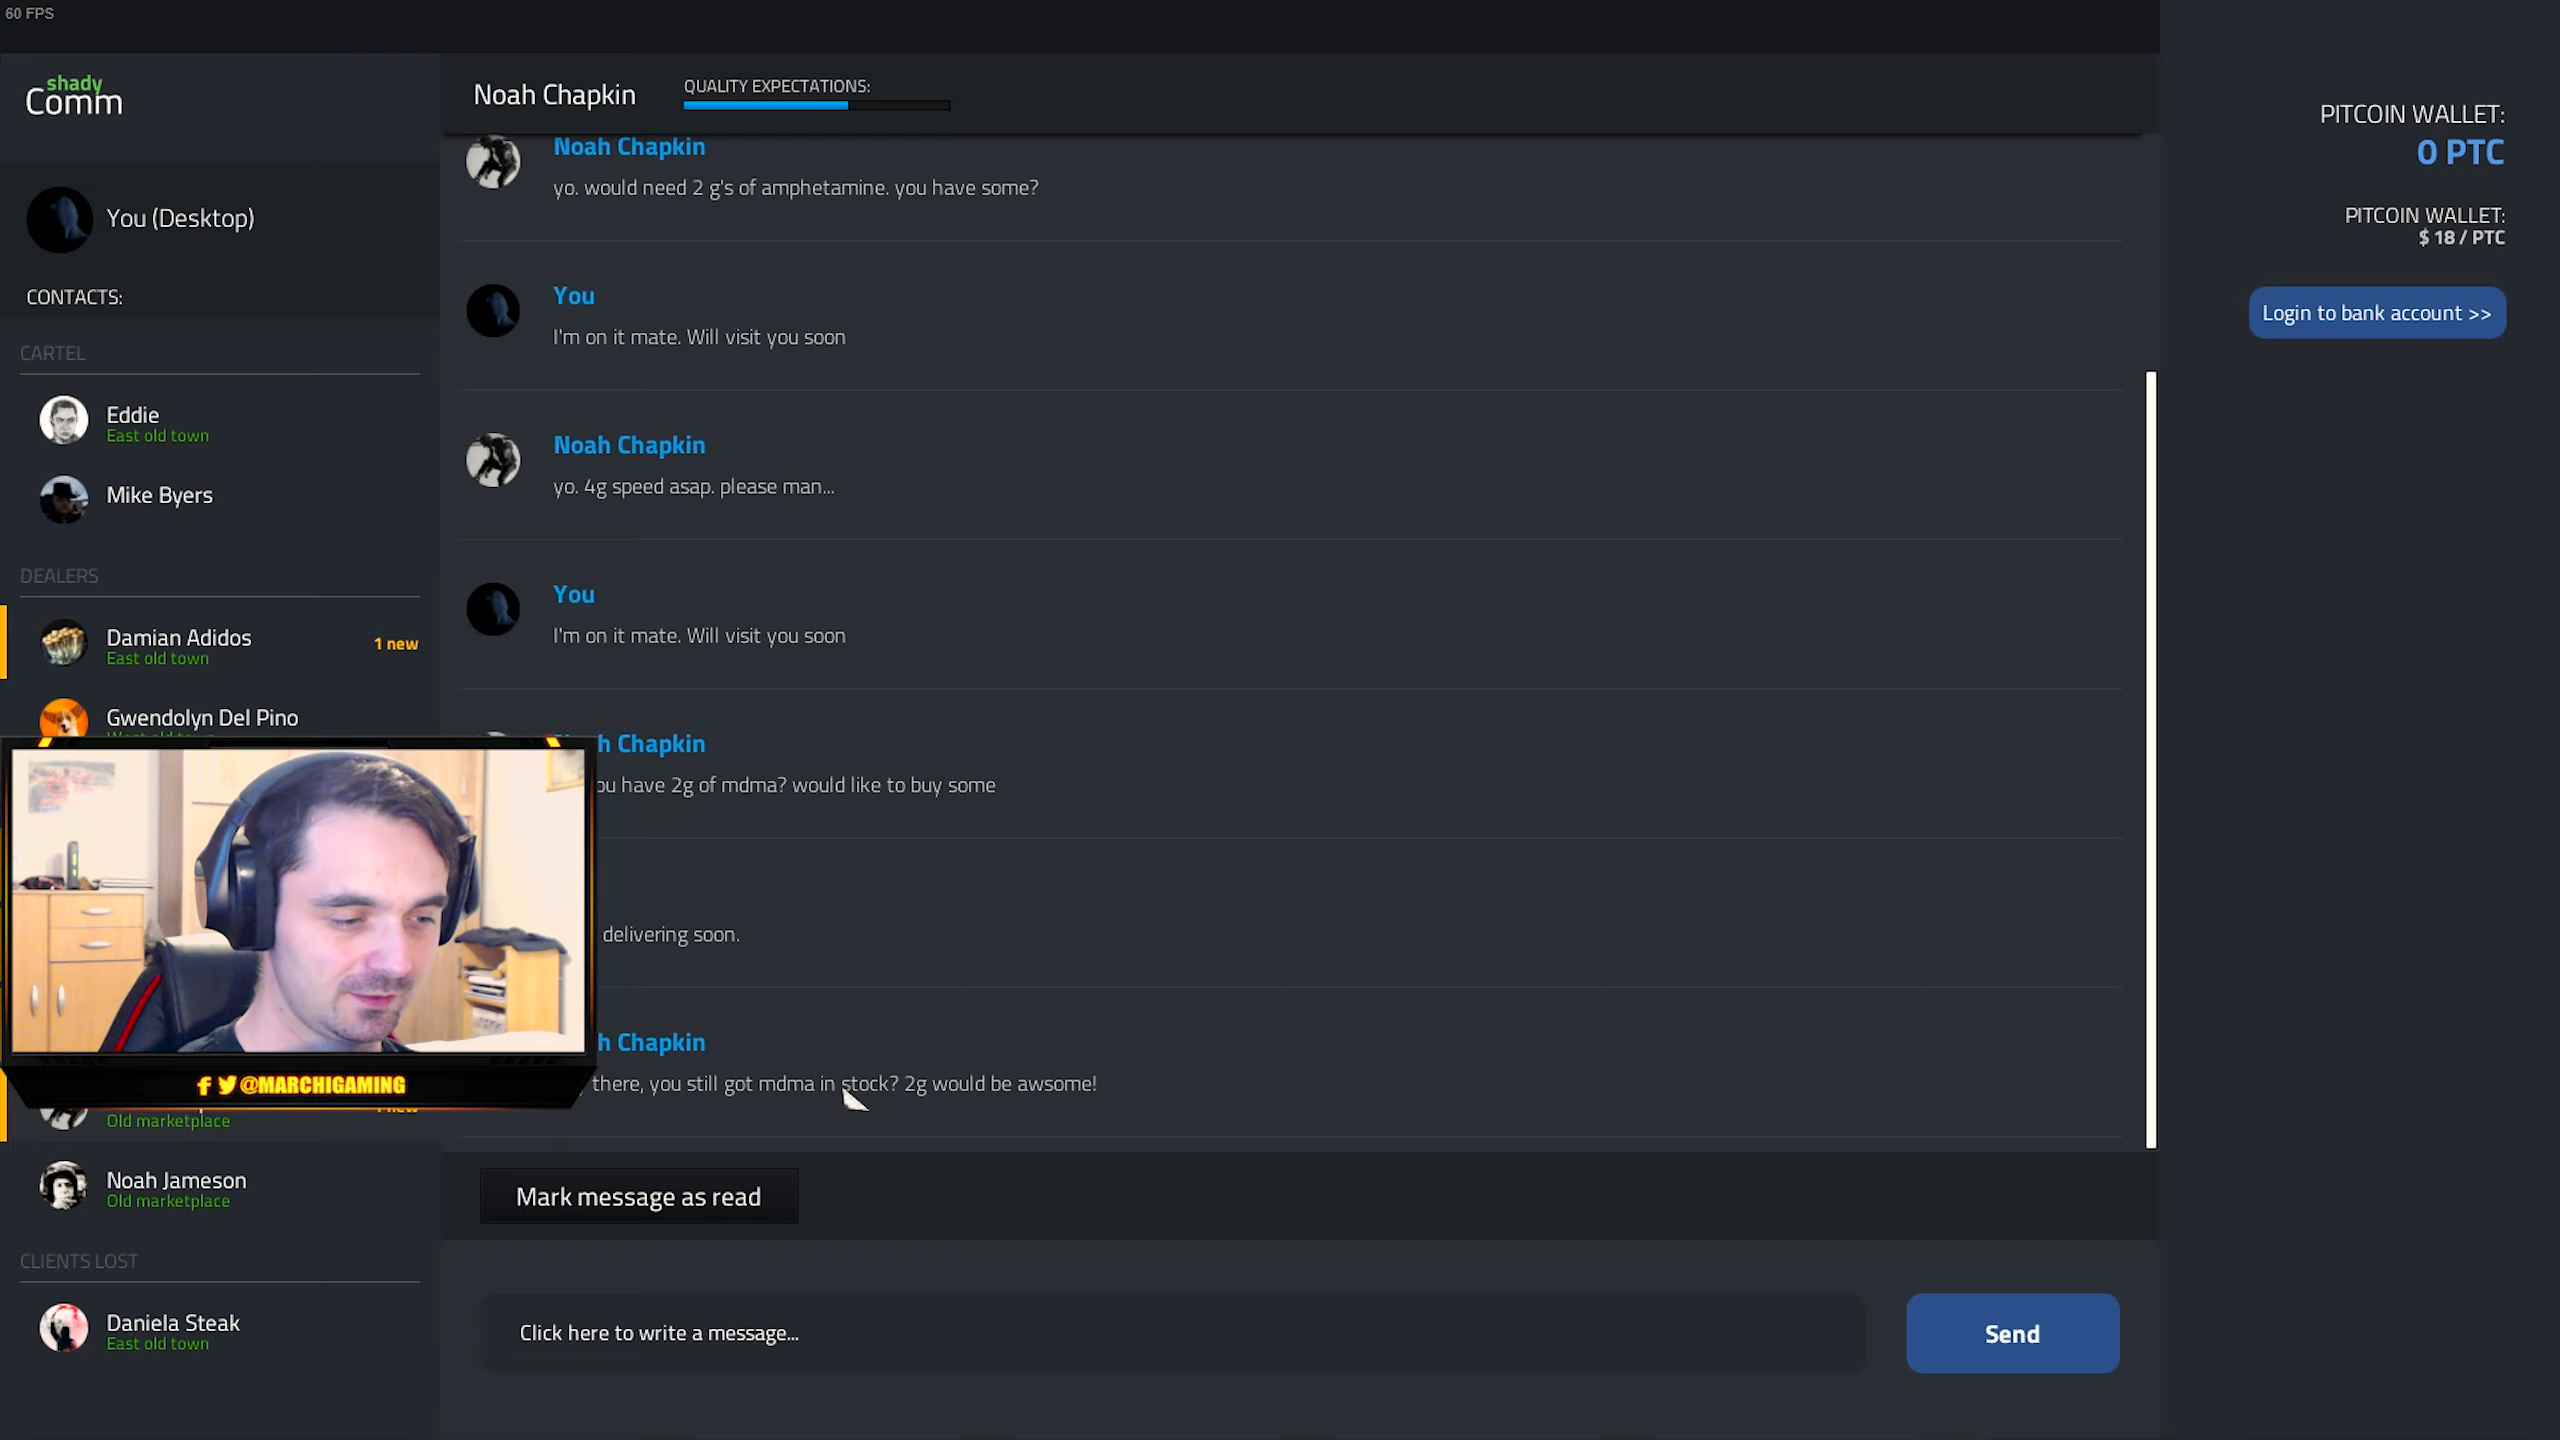 60 FPS
shady
Comm
You (Desktop)
CONTACTS:
CARTEL
Eddie
East old town
Mike Byers
DEALERS
Damian Adidos
East old town
1 new
Gwendolyn Del Pino
@MARCHIGAMING
Old marketplace
Noah Jameson
Old marketplace
CLIENTS LOST
Daniela Steak
East old town
Noah Chapkin
QUALITY EXPECTATIONS:
Noah Chapkin
yo. would need 2 g's of amphetamine. you have some?
You
I'm on it mate. Will visit you soon
Noah Chapkin
yo. 4g speed asap. please man...
You
I'm on it mate. Will visit you soon
Chapkin
have 2g of mdma? would like to buy some
delivering soon.
Chapkin
there, you still got mdma in stock? 2g would be awsome!
Mark message as read
Click here to write a message...
Send
PITCOIN WALLET:
0 PTC
PITCOIN WALLET:
$ 18 / PTC
Login to bank account >>